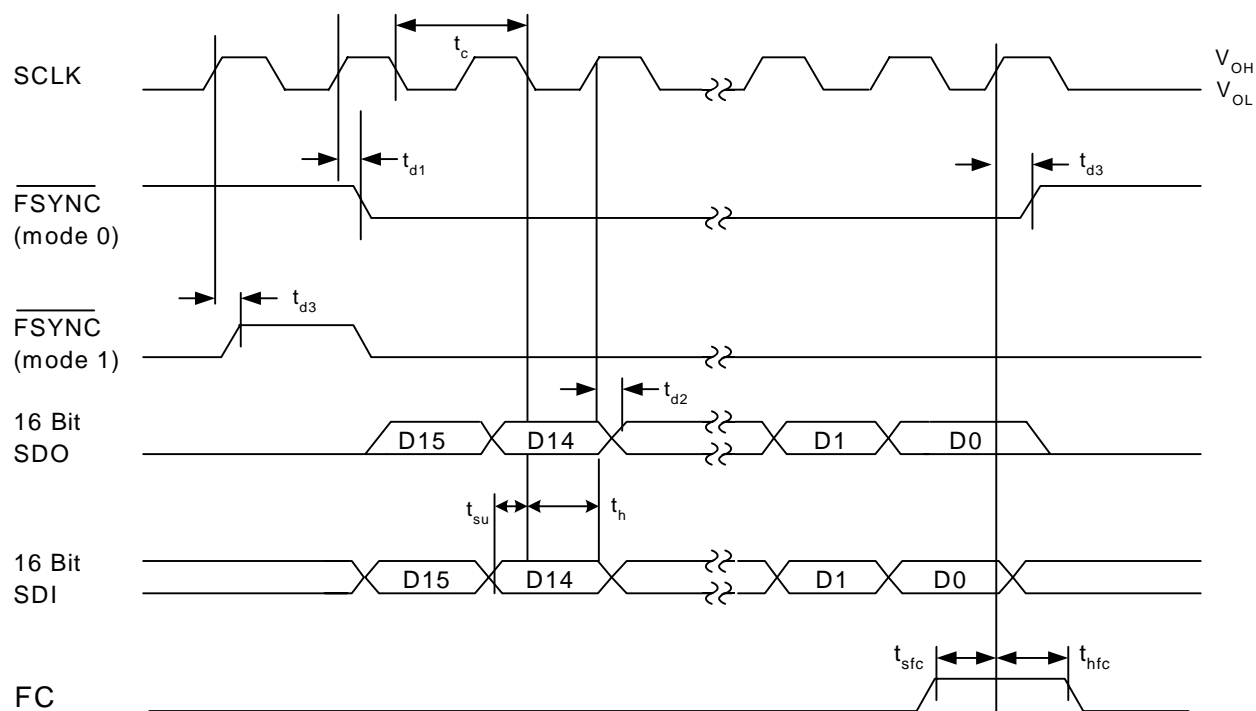 t_c
SCLK
V_OH
V_OL
t_d1
t_d3
FSYNC
(mode 0)
t_d3
FSYNC
(mode 1)
t_d2
16 Bit
SDO
D15 D14 D1 D0
t_su t_h
16 Bit
SDI
D15 D14 D1 D0
t_sfc t_hfc
FC